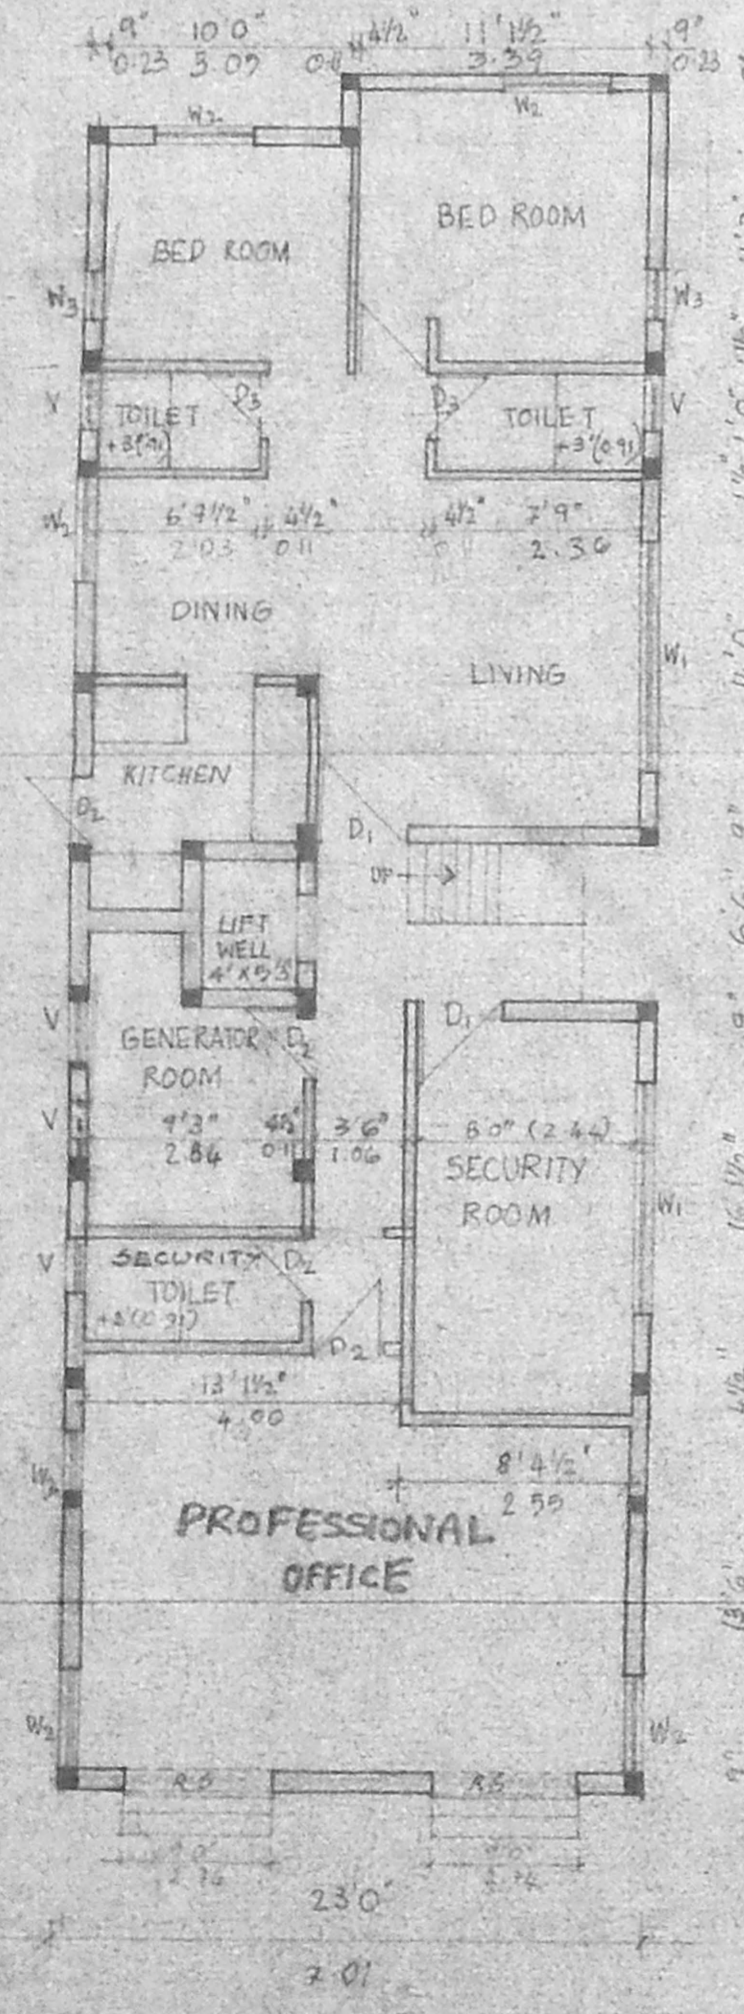 9" 10'0" 4½" 11'1½" 9"
0.23 0.11 3.39 0.23
W2
W2
BED ROOM
BED ROOM
W3
W3
V
TOILET
D3
D3
TOILET
V
W2
6'7½" 4½" 4½" 7'9"
2.03 0.11 2.36
DINING
LIVING
W1
KITCHEN
D2
D1
UP
LIFT
WELL
V
GENERATOR
ROOM
D2
D1
V
9'3" 4½" 3'6" 8'0" (2.44)
1.06
SECURITY
ROOM
W1
V
SECURITY
TOILET
D2
D2
13'1½"
4.00
8'4½"
2.55
PROFESSIONAL
OFFICE
W2
W2
RS
RS
23'0"
7.01